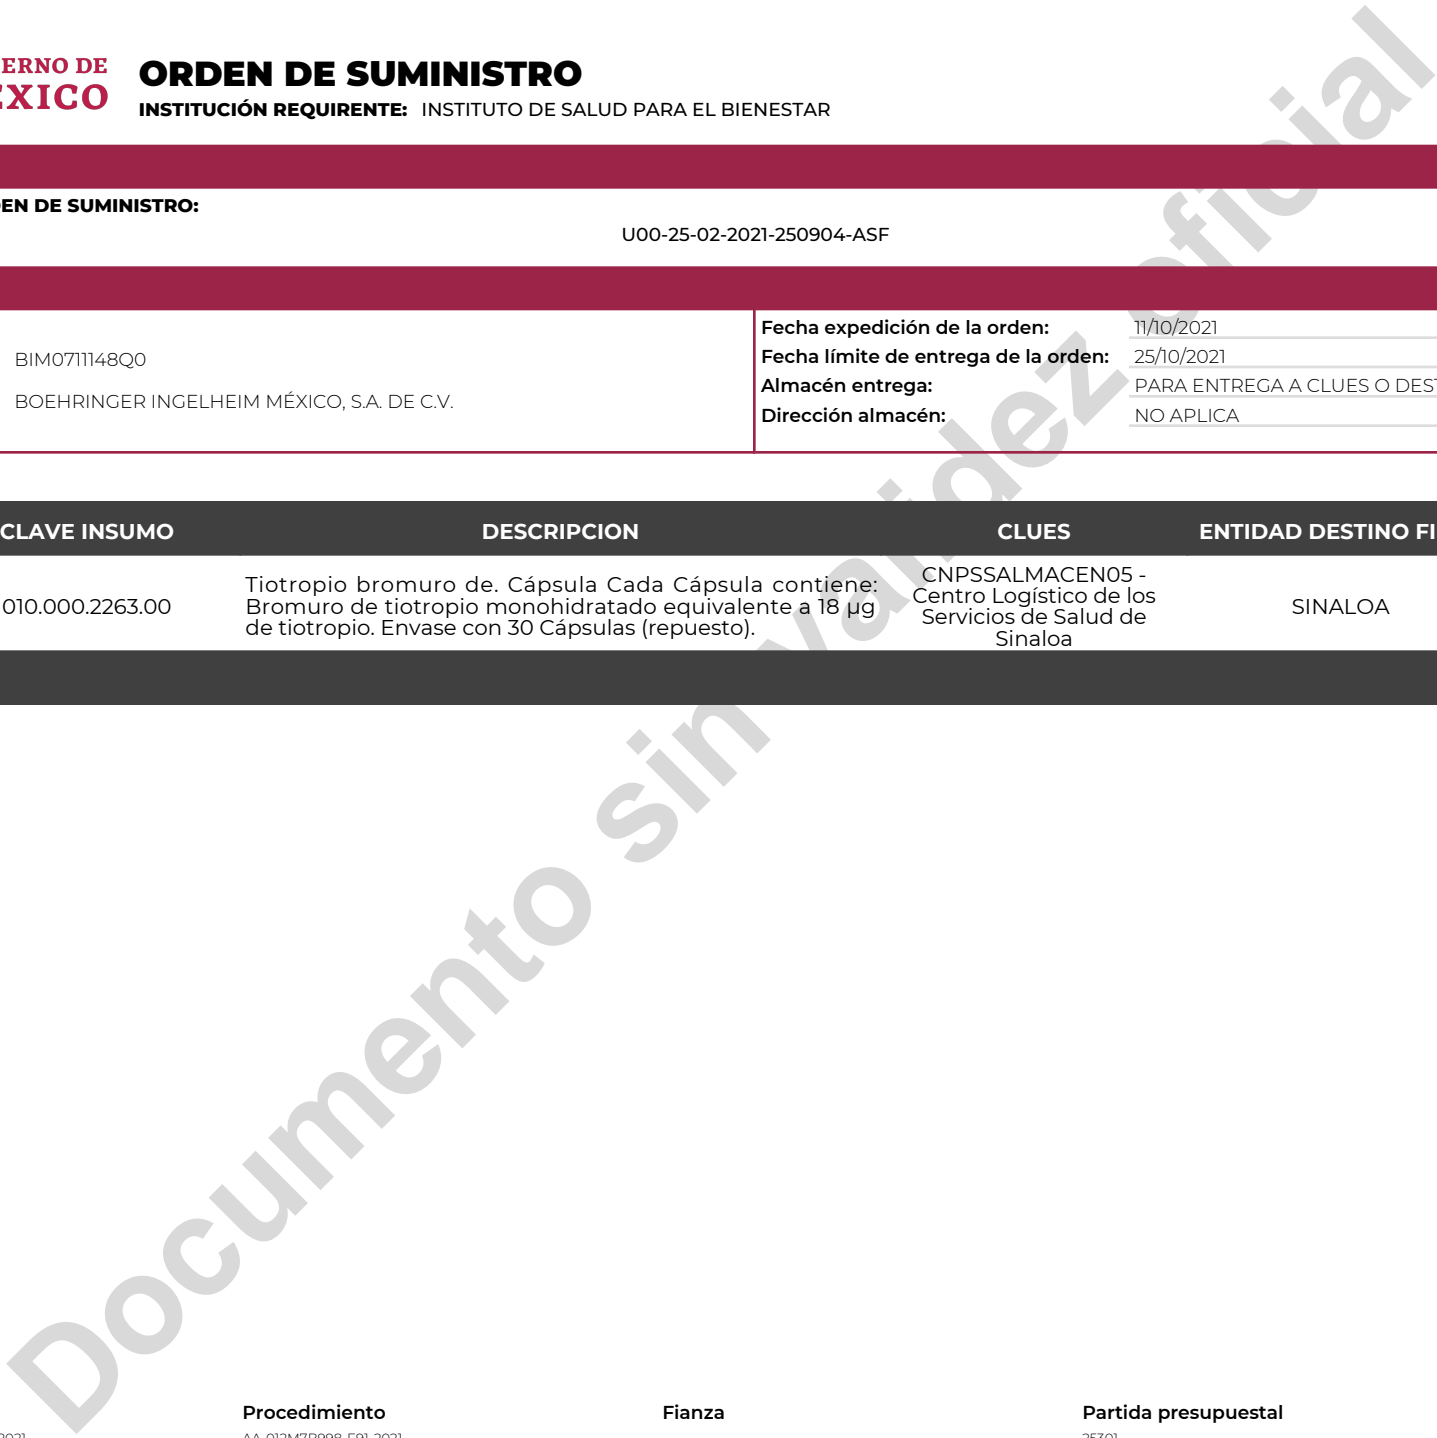 ERNO DE
ÉXICO
ORDEN DE SUMINISTRO
INSTITUCIÓN REQUIRENTE: INSTITUTO DE SALUD PARA EL BIENESTAR
EN DE SUMINISTRO:
U00-25-02-2021-250904-ASF
BIM0711148Q0
BOEHRINGER INGELHEIM MÉXICO, S.A. DE C.V.
Fecha expedición de la orden: 11/10/2021
Fecha límite de entrega de la orden: 25/10/2021
Almacén entrega: PARA ENTREGA A CLUES O DEST
Dirección almacén: NO APLICA
CLAVE INSUMO DESCRIPCION CLUES ENTIDAD DESTINO FI
010.000.2263.00
Tiotropio bromuro de. Cápsula Cada Cápsula contiene:
Bromuro de tiotropio monohidratado equivalente a 18 µg
de tiotropio. Envase con 30 Cápsulas (repuesto).
CNPSSALMACEN05 -
Centro Logístico de los
Servicios de Salud de
Sinaloa
SINALOA
Documento sin validez oficial
Procedimiento Fianza Partida presupuestal